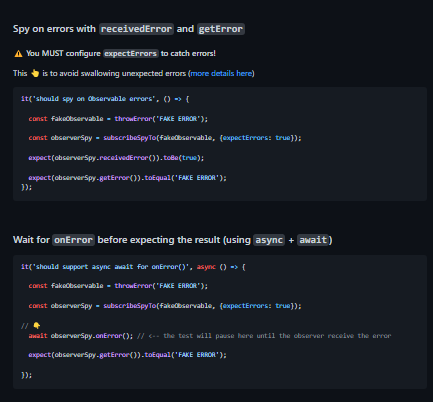 Spy on errors with receivedError and getError
⚠️ You MUST configure expectErrors to catch errors!
This 👆 is to avoid swallowing unexpected errors (more details here)
it('should spy on Observable errors', () => {
const fakeObservable = throwError('FAKE ERROR');
const observerSpy = subscribeSpyTo(fakeObservable, {expectErrors: true});
expect(observerSpy.receivedError()).toBe(true);
expect(observerSpy.getError()).toEqual('FAKE ERROR');
});
Wait for onError before expecting the result (using async + await)
it('should support async await for onError()', async () => {
const fakeObservable = throwError('FAKE ERROR');
const observerSpy = subscribeSpyTo(fakeObservable, {expectErrors: true});
// 👇
await observerSpy.onError(); // <-- the test will pause here until the observer receive the error
expect(observerSpy.getError()).toEqual('FAKE ERROR');
});